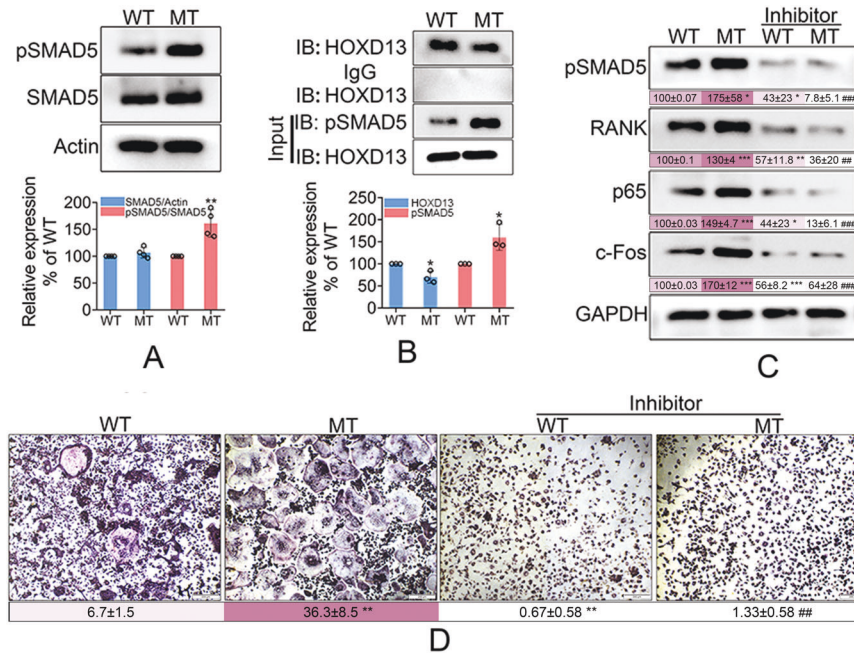 WT MT
pSMAD5
SMAD5
Actin
Relative expression
% of WT
200
150
100
50
0
SMAD5/Actin
pSMAD5/SMAD5
**
WT MT WT MT
A
WT MT
IB: HOXD13
IgG
IB: HOXD13
Input
IB: pSMAD5
IB: HOXD13
Relative expression
% of WT
250
200
150
100
50
0
HOXD13
pSMAD5
* *
WT MT WT MT
B
Inhibitor
WT MT WT MT
pSMAD5
100±0.07 175±58 * 43±23 * 7.8±5.1 ###
RANK
100±0.1 130±4 *** 57±11.8 ** 36±20 ##
p65
100±0.03 149±4.7 *** 44±23 * 13±6.1 ###
c-Fos
100±0.03 170±12 *** 56±8.2 *** 64±28 ###
GAPDH
C
Inhibitor
WT MT WT MT
6.7±1.5 36.3±8.5 ** 0.67±0.58 ** 1.33±0.58 ##
D